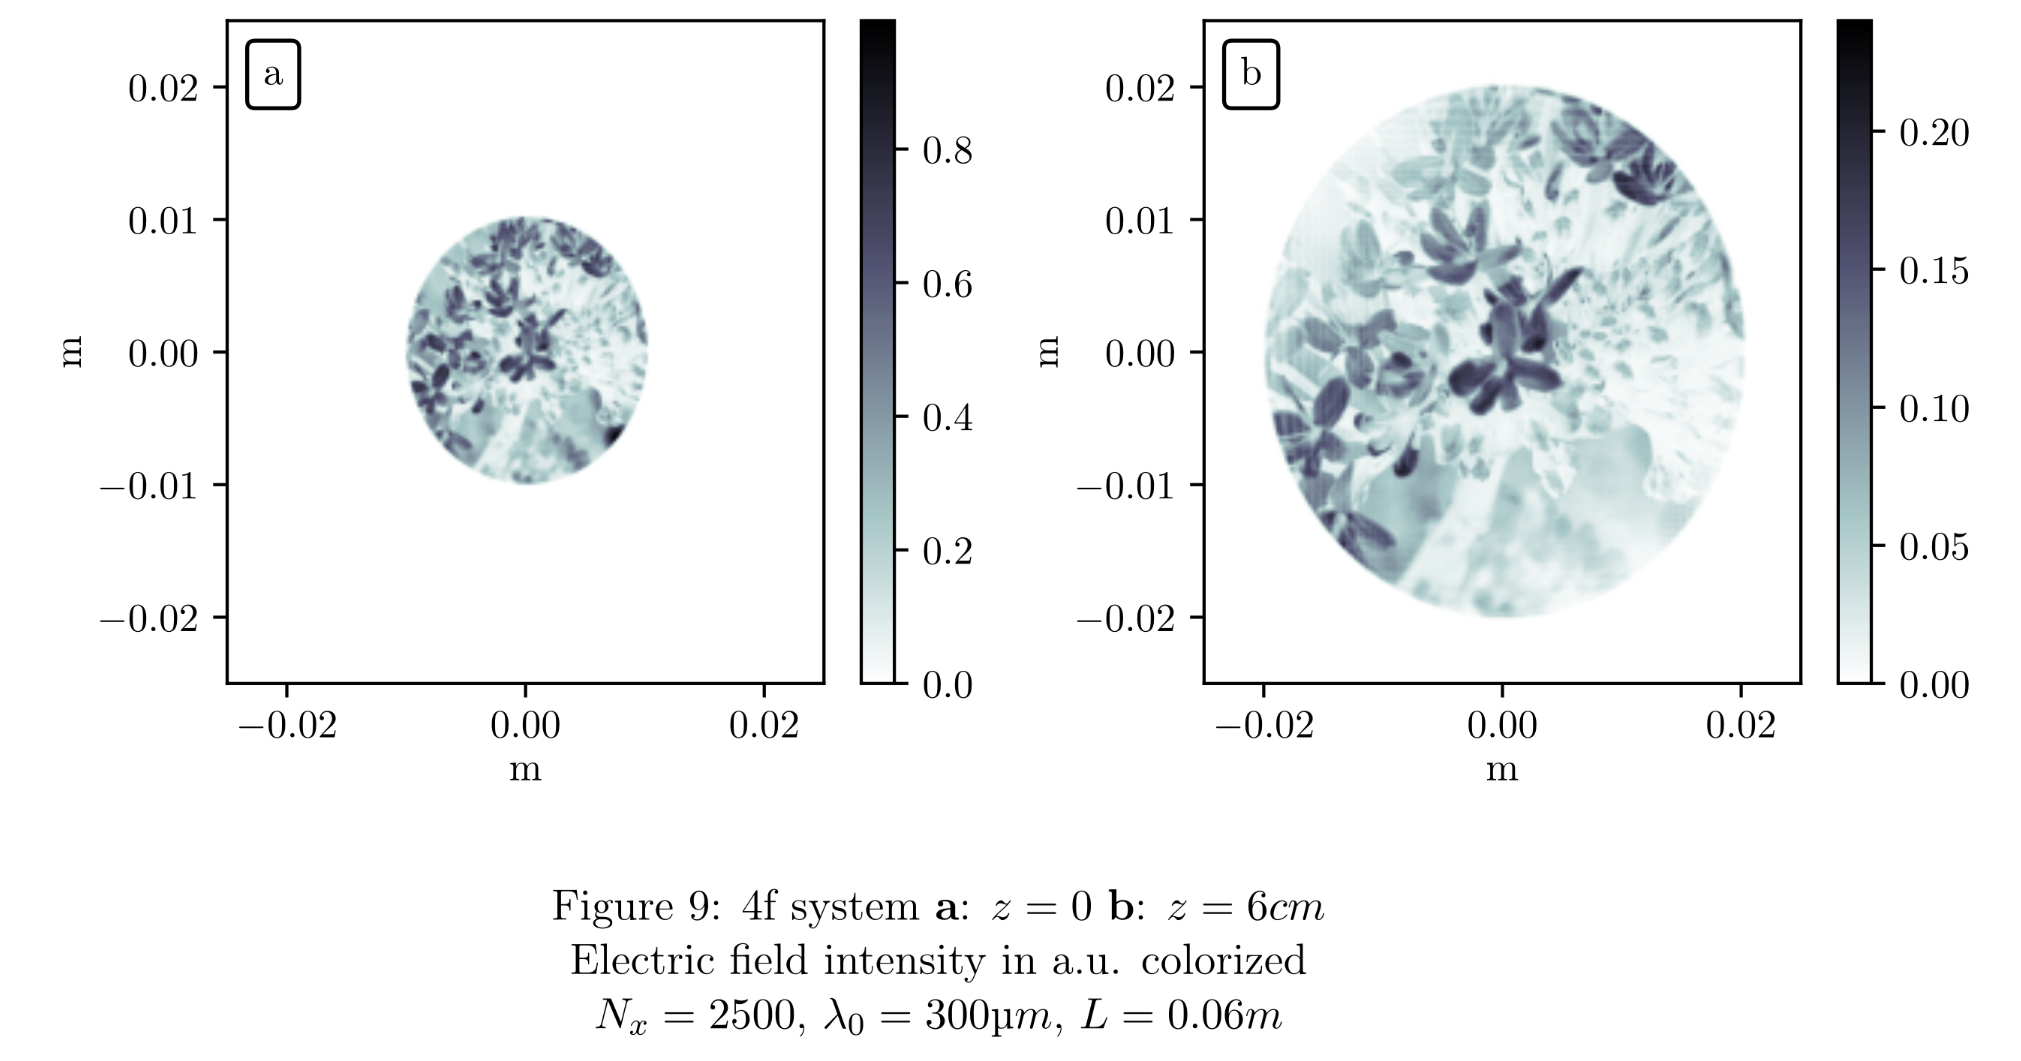 a
0.02
0.01
0.00
−0.01
−0.02
m
−0.02 0.00 0.02
m
0.8
0.6
0.4
0.2
0.0
b
0.02
0.01
0.00
−0.01
−0.02
m
−0.02 0.00 0.02
m
0.20
0.15
0.10
0.05
0.00
Figure 9: 4f system a: z = 0 b: z = 6cm
Electric field intensity in a.u. colorized
Nₓ = 2500, λ₀ = 300µm, L = 0.06m